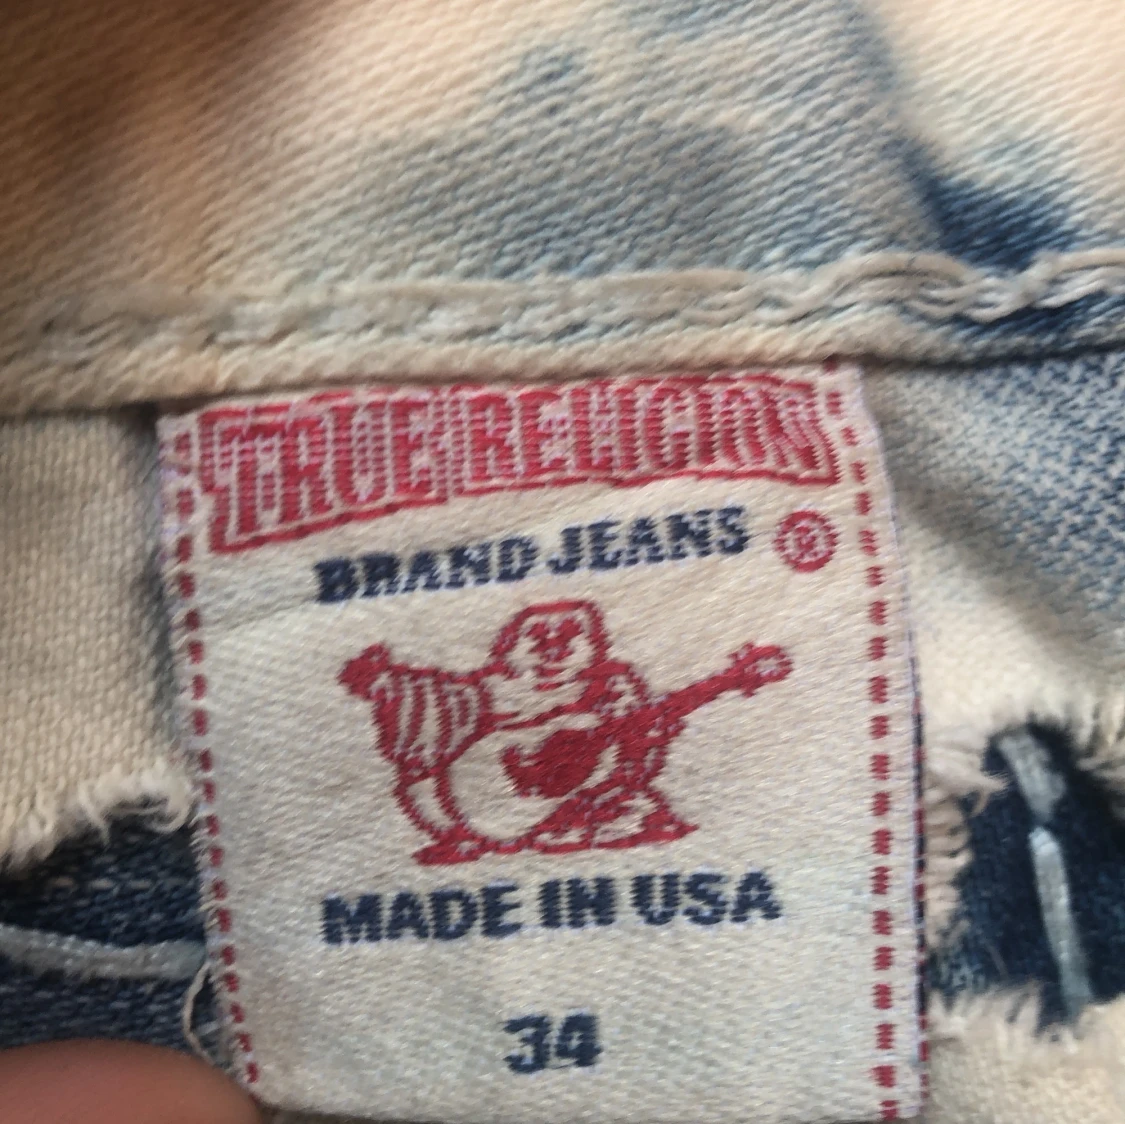 TRUE RELIGION
BRAND JEANS ®
MADE IN USA
34